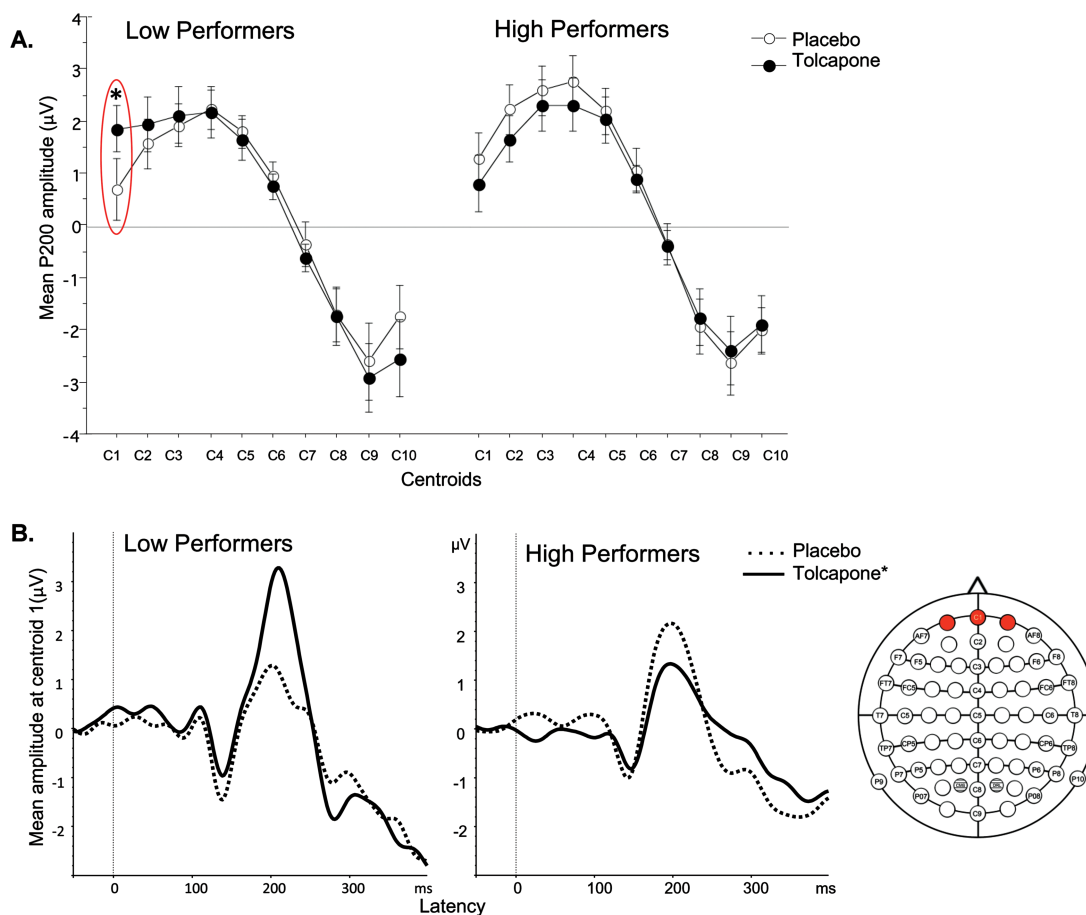 A.
Low Performers
High Performers
Placebo
Tolcapone
Mean P200 amplitude (µV)
4
3
2
1
0
-1
-2
-3
-4
*
C1 C2 C3 C4 C5 C6 C7 C8 C9 C10
C1 C2 C3 C4 C5 C6 C7 C8 C9 C10
Centroids
B.
Low Performers
µV
High Performers
Placebo
Tolcapone*
Mean amplitude at centroid 1(µV)
3
2
1
0
-1
-2
3
2
1
0
-1
-2
0 100 200 300 ms
0 100 200 300 ms
Latency
C1
AF7 C2 AF8
F7 F5 C3 F6 F8
FT7 FC5 C4 FC6 FT8
T7 C5 C5 C6 T8
TP7 CP5 C6 CP6 TP8
P9 P7 P5 C7 P6 P8 P10
P07 C8 P08
C9